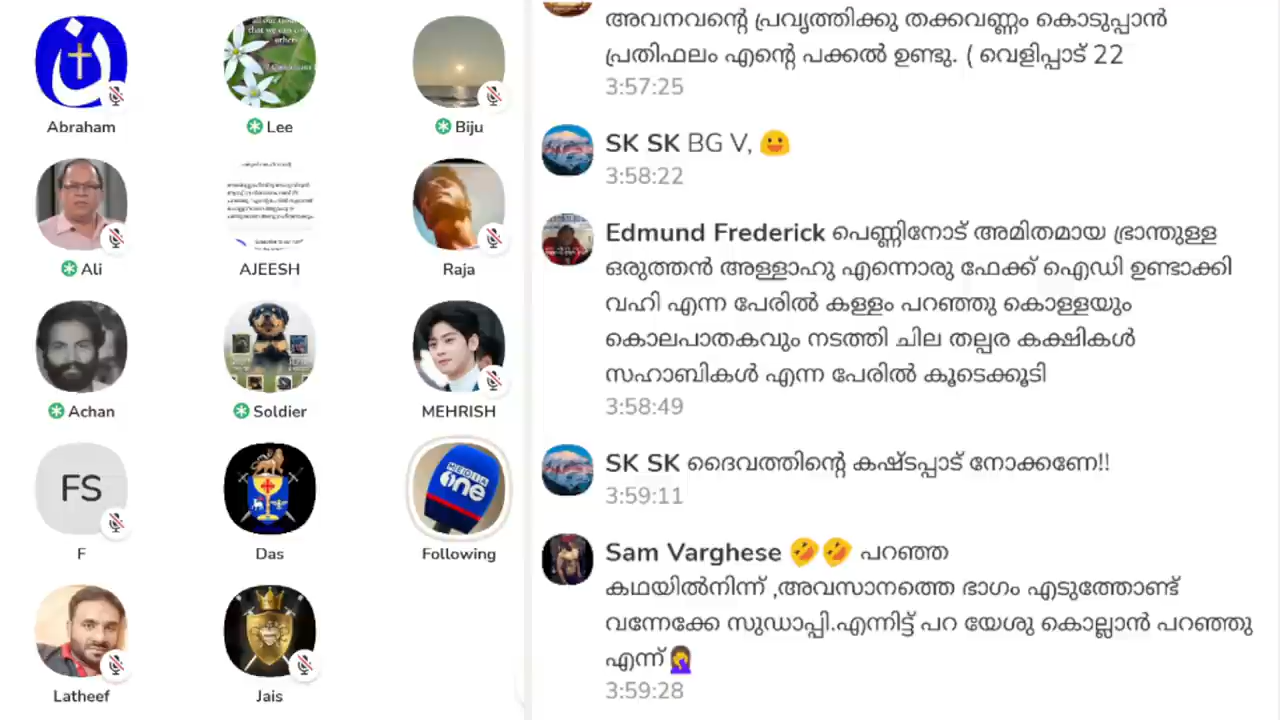 Abraham
Lee
Biju
Ali
AJEESH
Raja
Achan
Soldier
MEHRISH
FS
F
Das
MEDIA
one
Following
Latheef
Jais
അവനവന്റെ പ്രവൃത്തിക്കു തക്കവണ്ണം കൊടുപ്പാൻ
പ്രതിഫലം എന്റെ പക്കൽ ഉണ്ടു. ( വെളിപ്പാട് 22
3:57:25
SK SK BG V, 😀
3:58:22
Edmund Frederick പെണ്ണിനോട് അമിതമായ ഭ്രാന്തുള്ള
ഒരുത്തൻ അള്ളാഹു എന്നൊരു ഫേക്ക് ഐഡി ഉണ്ടാക്കി
വഹി എന്ന പേരിൽ കള്ളം പറഞ്ഞു കൊള്ളയും
കൊലപാതകവും നടത്തി ചില തല്പര കക്ഷികൾ
സഹാബികൾ എന്ന പേരിൽ കൂടെക്കൂടി
3:58:49
SK SK ദൈവത്തിന്റെ കഷ്ടപ്പാട് നോക്കണേ!!
3:59:11
Sam Varghese 🤣🤣 പറഞ്ഞ
കഥയിൽനിന്ന് ,അവസാനത്തെ ഭാഗം എടുത്തോണ്ട്
വന്നേക്കേ സുഡാപ്പി.എന്നിട്ട് പറ യേശു കൊല്ലാൻ പറഞ്ഞു
എന്ന്🤦‍♀️
3:59:28